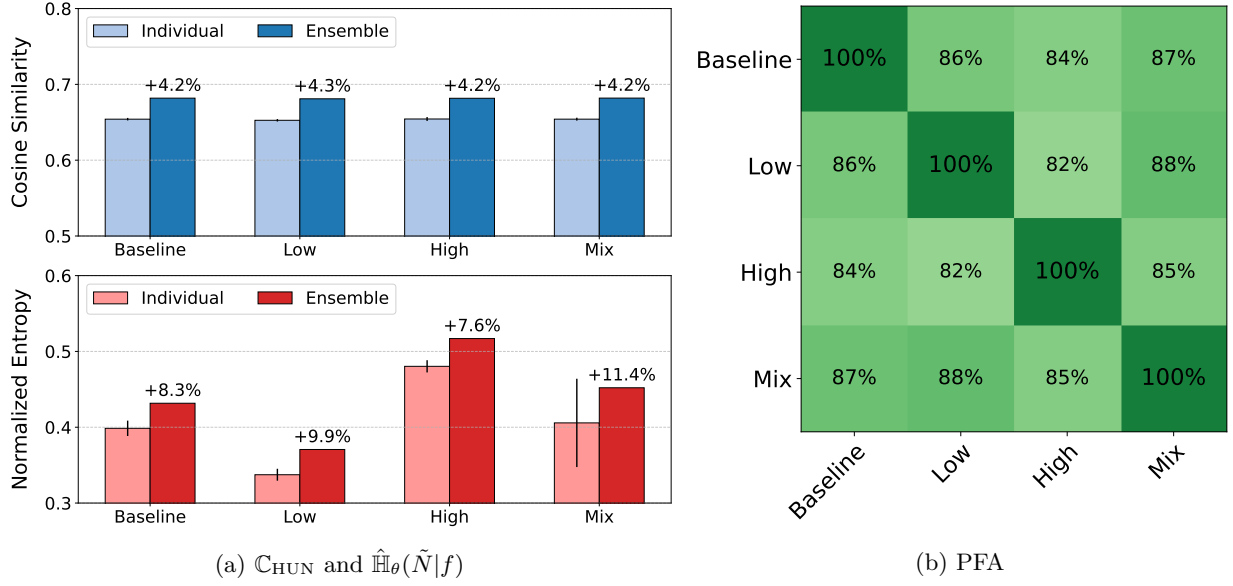 0.8
Individual Ensemble
0.7
0.6
0.5
Cosine Similarity
+4.2% +4.3% +4.2% +4.2%
Baseline Low High Mix
0.6
Individual Ensemble
0.5
0.4
0.3
Normalized Entropy
+8.3% +9.9% +7.6% +11.4%
Baseline Low High Mix
(a) ℂ_HUN and Ĥ_θ(Ñ|f)
Baseline 100% 86% 84% 87%
Low 86% 100% 82% 88%
High 84% 82% 100% 85%
Mix 87% 88% 85% 100%
Baseline Low High Mix
(b) PFA